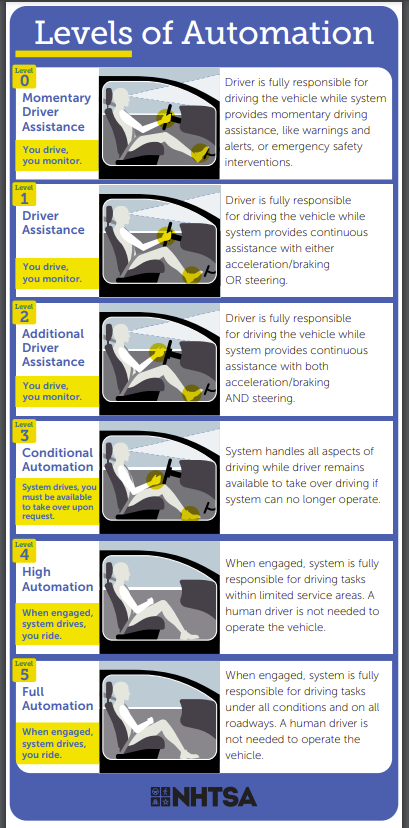 Levels of Automation
Level
0
Momentary
Driver
Assistance
You drive,
you monitor.
Driver is fully responsible for
driving the vehicle while system
provides momentary driving
assistance, like warnings and
alerts, or emergency safety
interventions.
Level
1
Driver
Assistance
You drive,
you monitor.
Driver is fully responsible
for driving the vehicle while
system provides continuous
assistance with either
acceleration/braking
OR steering.
Level
2
Additional
Driver
Assistance
You drive,
you monitor.
Driver is fully responsible
for driving the vehicle while
system provides continuous
assistance with both
acceleration/braking
AND steering.
Level
3
Conditional
Automation
System drives, you
must be available
to take over upon
request.
System handles all aspects of
driving while driver remains
available to take over driving if
system can no longer operate.
Level
4
High
Automation
When engaged,
system drives,
you ride.
When engaged, system is fully
responsible for driving tasks
within limited service areas. A
human driver is not needed to
operate the vehicle.
Level
5
Full
Automation
When engaged,
system drives,
you ride.
When engaged, system is fully
responsible for driving tasks
under all conditions and on all
roadways. A human driver is
not needed to operate the
vehicle.
NHTSA